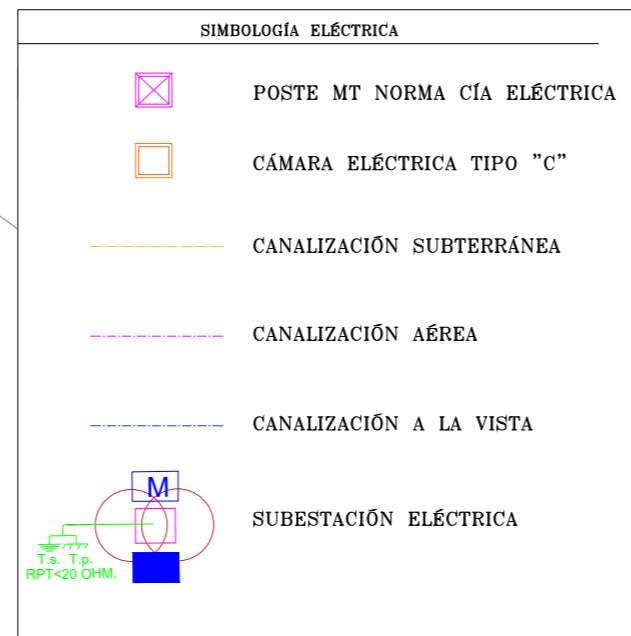 SIMBOLOGÍA ELÉCTRICA
POSTE MT NORMA CÍA ELÉCTRICA
CÁMARA ELÉCTRICA TIPO "C"
CANALIZACIÓN SUBTERRÁNEA
CANALIZACIÓN AÉREA
CANALIZACIÓN A LA VISTA
M
SUBESTACIÓN ELÉCTRICA
T.s. T.p.
RPT<20 OHM.